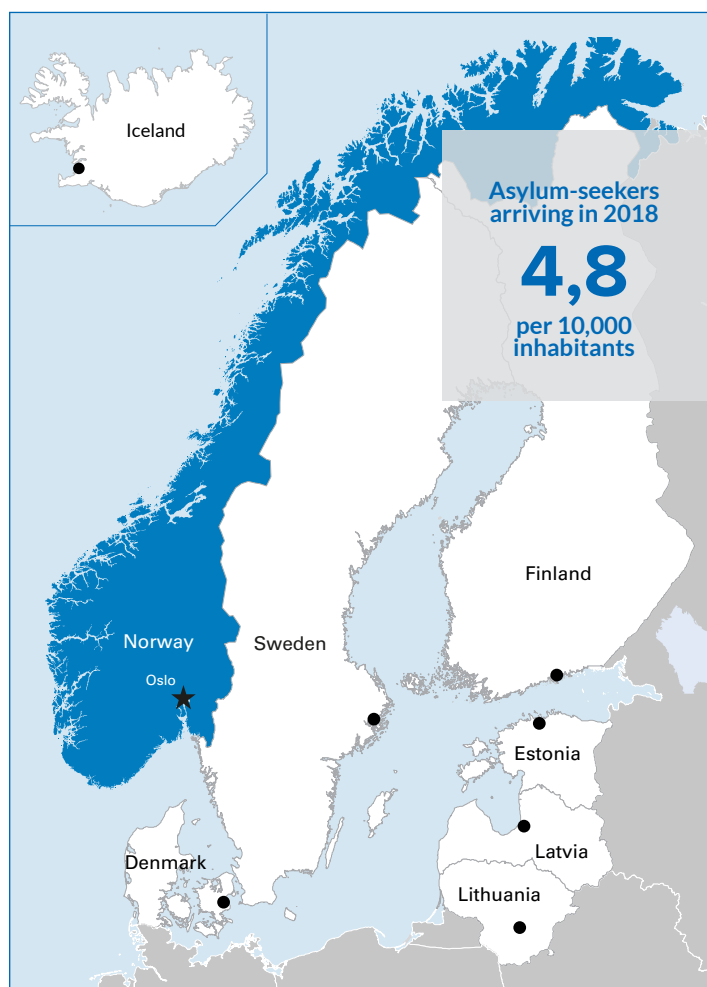 Iceland
Asylum-seekers
arriving in 2018
4,8
per 10,000
inhabitants
Finland
Norway
Sweden
Oslo
Estonia
Denmark
Latvia
Lithuania